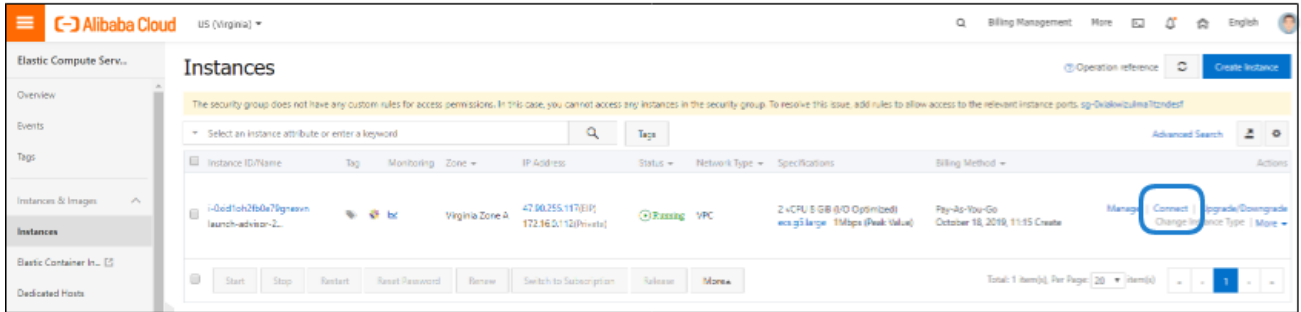 Alibaba Cloud US (Virginia) Billing Management More English
Elastic Compute Serv...
Overview
Events
Tags
Instances & Images
Instances
Elastic Container In...
Dedicated Hosts
Instances
Operation reference Create Instance
The security group does not have any custom rules for access permissions. In this case, you cannot access any instances in the security group. To resolve this issue, add rules to allow access to the relevant instance ports.
Select an instance attribute or enter a keyword Tags Advanced Search
Instance ID/Name Tag Monitoring Zone IP Address Status Network Type Specifications Billing Method Actions
launch-advisor-2... Virginia Zone A 47.90.255.117(EIP) Running VPC 2 vCPU 8 GB (I/O Optimized) Pay-As-You-Go Manage | Connect | Upgrade/Downgrade
172.16.0.112(Private) ecs.g5.large 1Mbps (Peak Value) October 18, 2019, 11:15 Create Change Instance Type | More
Start Stop Restart Reset Password Renew Switch to Subscription Release More Total: 1 item(s), Per Page: 20 item(s) « ‹ 1 › »